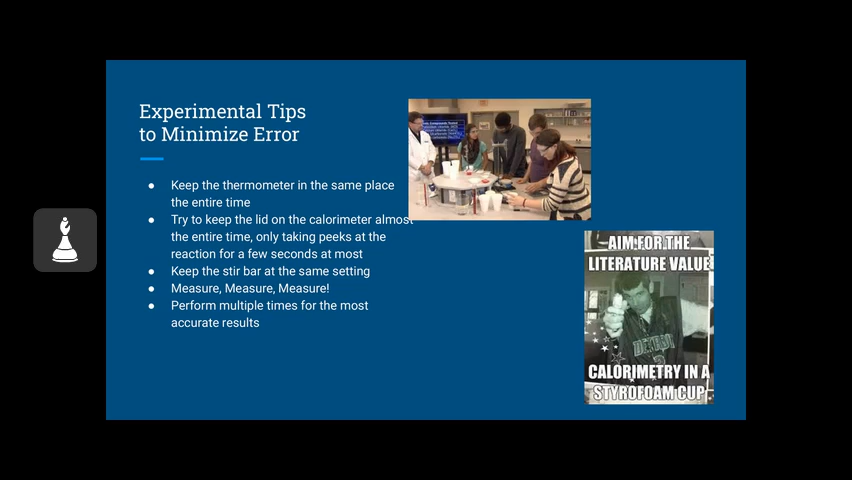 Experimental Tips
to Minimize Error
● Keep the thermometer in the same place
the entire time
● Try to keep the lid on the calorimeter almost
the entire time, only taking peeks at the
reaction for a few seconds at most
● Keep the stir bar at the same setting
● Measure, Measure, Measure!
● Perform multiple times for the most
accurate results
AIM FOR THE
LITERATURE VALUE
DETROIT
CALORIMETRY IN A
STYROFOAM CUP